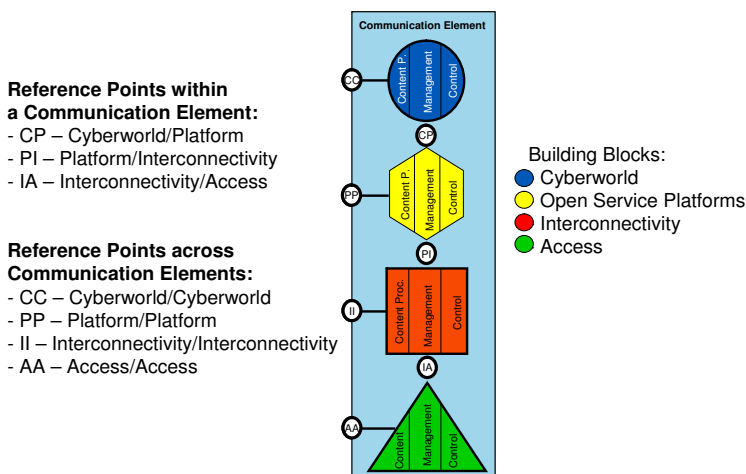 Communication Element
Reference Points within
a Communication Element:
- CP – Cyberworld/Platform
- PI – Platform/Interconnectivity
- IA – Interconnectivity/Access
Reference Points across
Communication Elements:
- CC – Cyberworld/Cyberworld
- PP – Platform/Platform
- II – Interconnectivity/Interconnectivity
- AA – Access/Access
CC
Content P.
Management
Control
CP
PP
Content P.
Management
Control
PI
II
Content Proc.
Management
Control
IA
AA
Content
Management
Control
Building Blocks:
Cyberworld
Open Service Platforms
Interconnectivity
Access